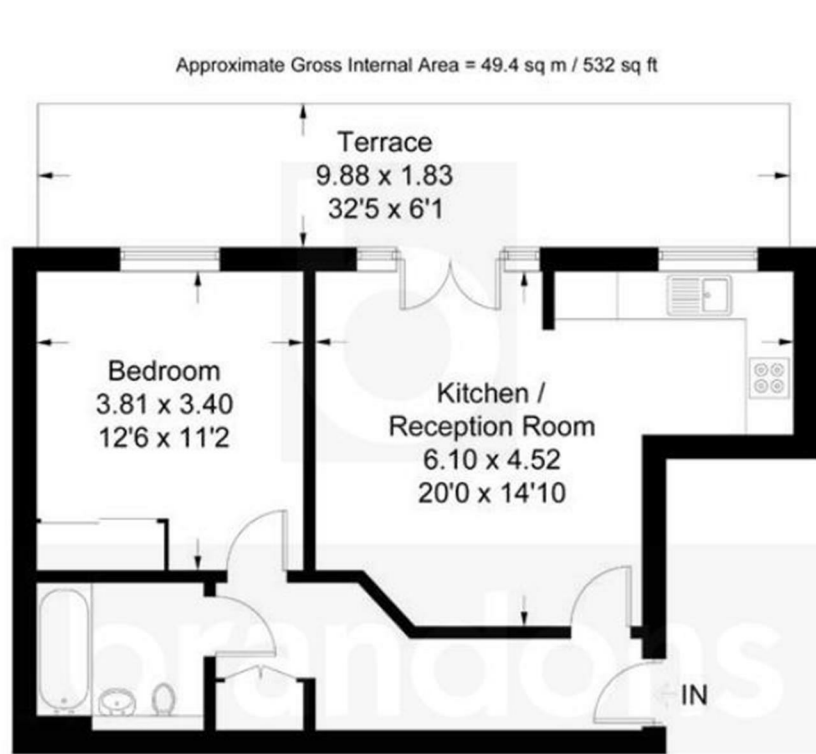 Approximate Gross Internal Area = 49.4 sq m / 532 sq ft
Terrace
9.88 x 1.83
32'5 x 6'1
Bedroom
3.81 x 3.40
12'6 x 11'2
Kitchen /
Reception Room
6.10 x 4.52
20'0 x 14'10
IN
brandons